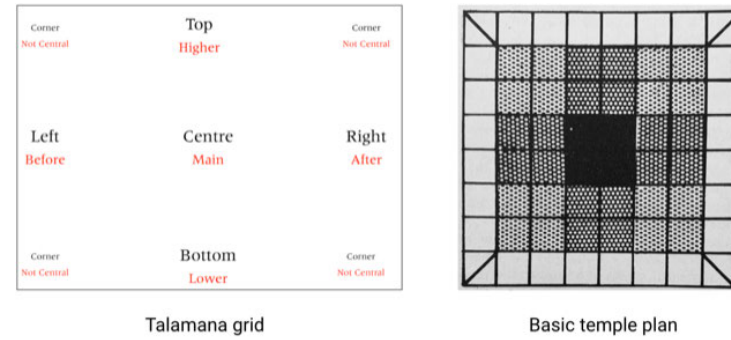 Corner
Not Central
Top
Higher
Corner
Not Central
Left
Before
Centre
Main
Right
After
Corner
Not Central
Bottom
Lower
Corner
Not Central
Talamana grid
Basic temple plan